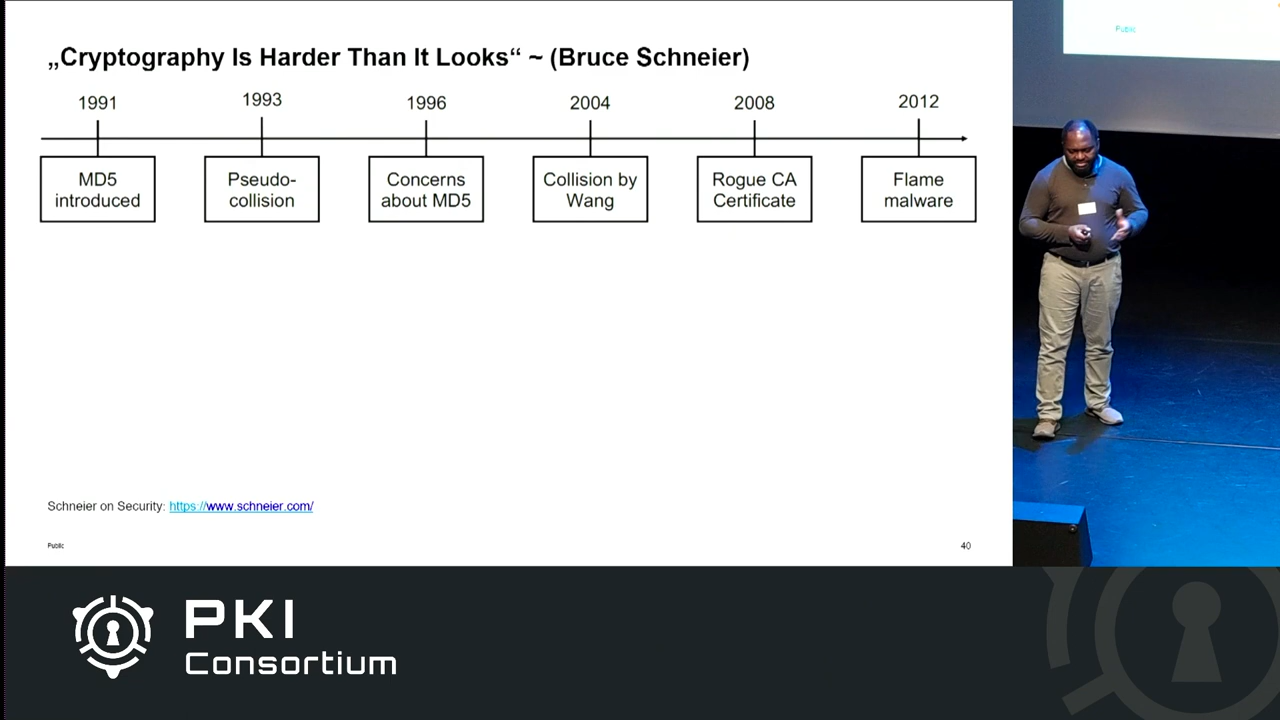 „Cryptography Is Harder Than It Looks“ ~ (Bruce Schneier)
1991
1993
1996
2004
2008
2012
MD5
introduced
Pseudo-
collision
Concerns
about MD5
Collision by
Wang
Rogue CA
Certificate
Flame
malware
Schneier on Security: https://www.schneier.com/
Public
40
Public
PKI
Consortium